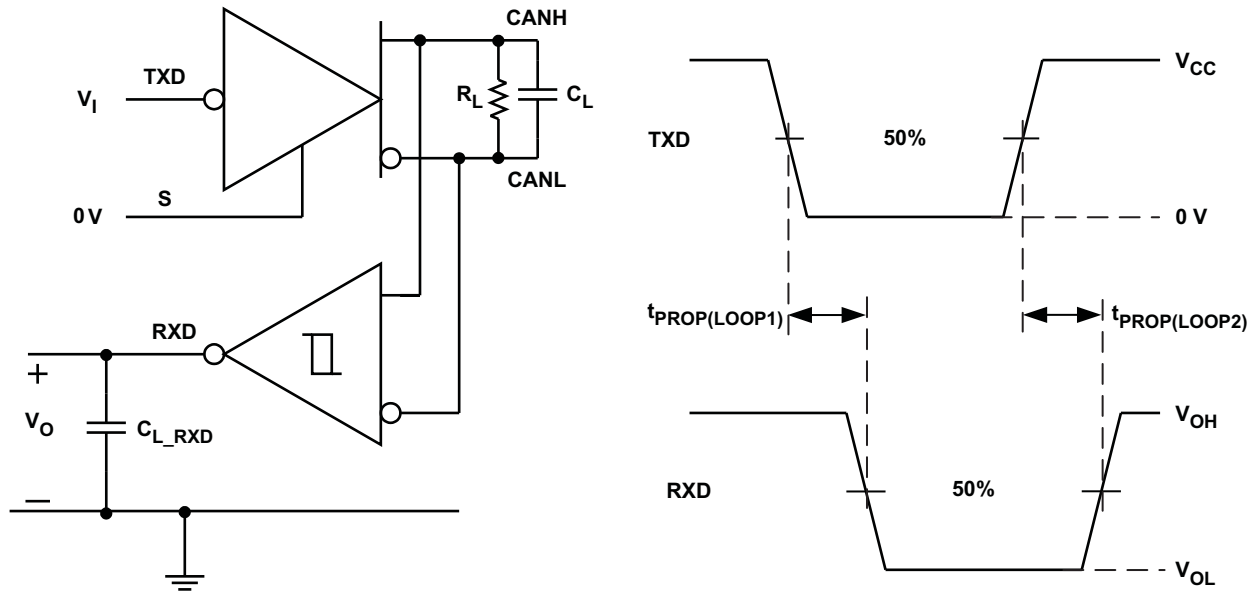 CANH
TXD
V_I
R_L
C_L
CANL
S
0 V
RXD
+
V_O
C_L_RXD
–
V_CC
TXD
50%
0 V
t_PROP(LOOP1)
t_PROP(LOOP2)
V_OH
RXD
50%
V_OL